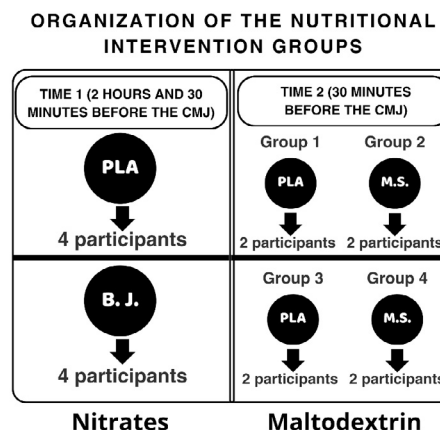 ORGANIZATION OF THE NUTRITIONAL
INTERVENTION GROUPS
TIME 1 (2 HOURS AND 30
MINUTES BEFORE THE CMJ)
TIME 2 (30 MINUTES
BEFORE THE CMJ)
PLA
4 participants
Group 1
Group 2
PLA
M.S.
2 participants
2 participants
B. J.
4 participants
Group 3
Group 4
PLA
M.S.
2 participants
2 participants
Nitrates
Maltodextrin